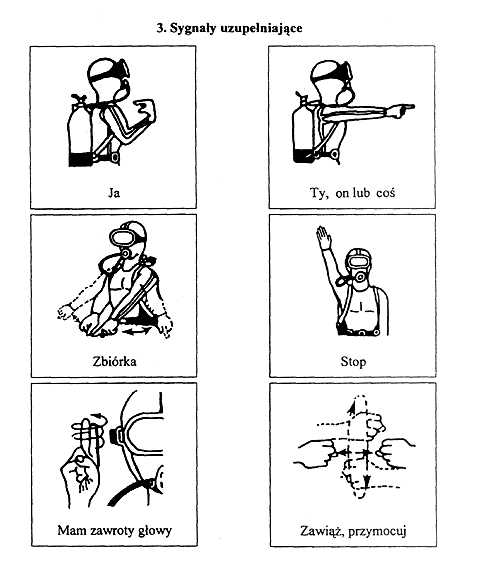 3. Sygnały uzupełniające
Ja
Ty, on lub coś
Zbiórka
Stop
Mam zawroty głowy
Zawiąż, przymocuj